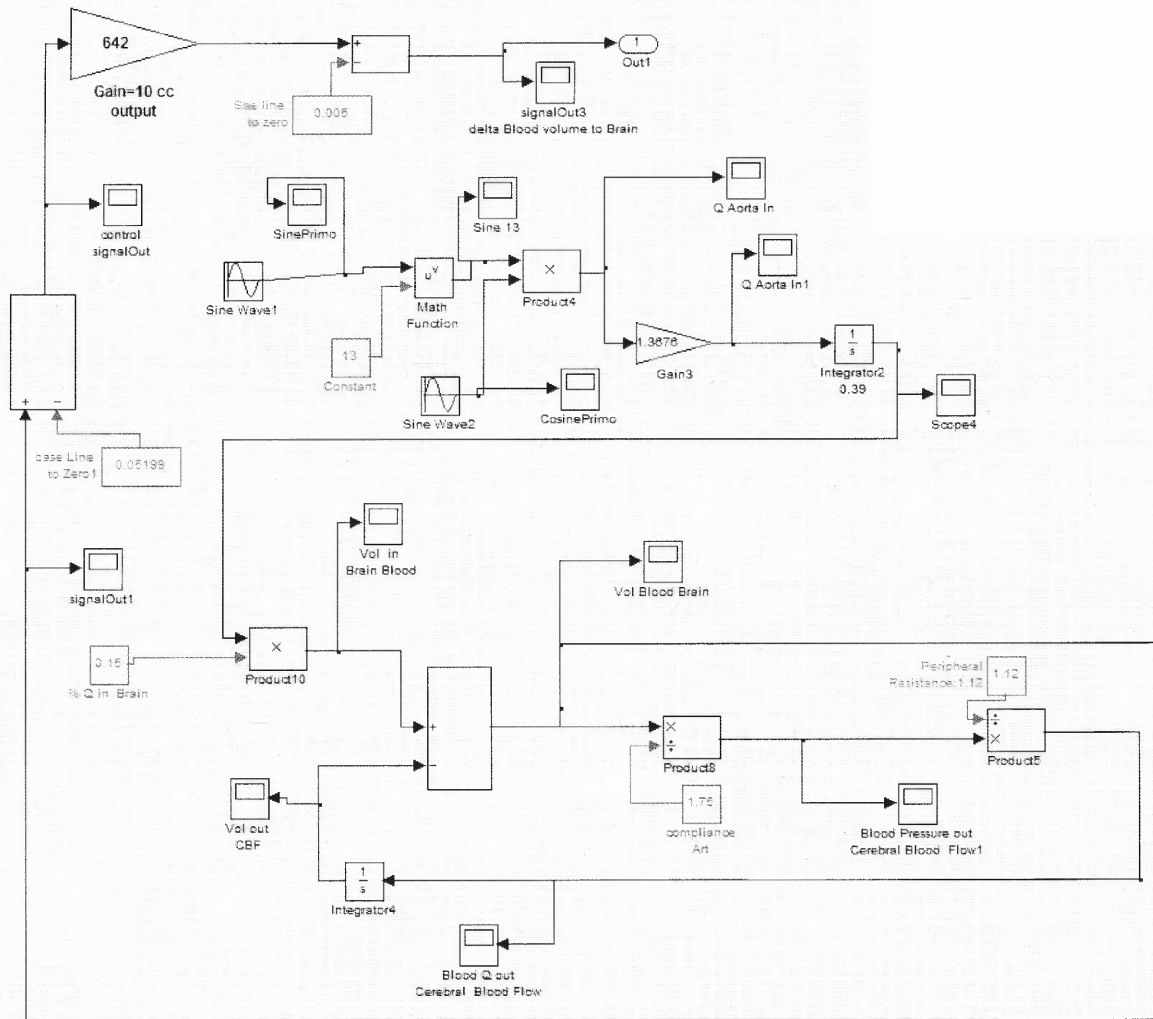 642
Gain=10 cc
output
+
−
1
Out1
line
to zero
0.005
signalOut3
delta Blood volume to Brain
control
signalOut
SinePrimo
Sine 13
Q Aorta In
Sine Wave1
u^v
Math
Function
×
Product4
Q Aorta In1
13
Constant
1.3676
Gain3
1
s
Integrator2
0.39
Sine Wave2
CosinePrimo
Scope4
+
−
Line
to Zero1
0.05199
signalOut1
Vol in
Brain Blood
Vol Blood Brain
0.15
% Q in Brain
×
Product10
Peripheral
Resistance:1.12
1.12
+
−
×
÷
Product8
÷
×
Product5
Vol out
CBF
1.75
compliance
Art
Blood Pressure out
Cerebral Blood Flow1
1
s
Integrator4
Blood Q out
Cerebral Blood Flow